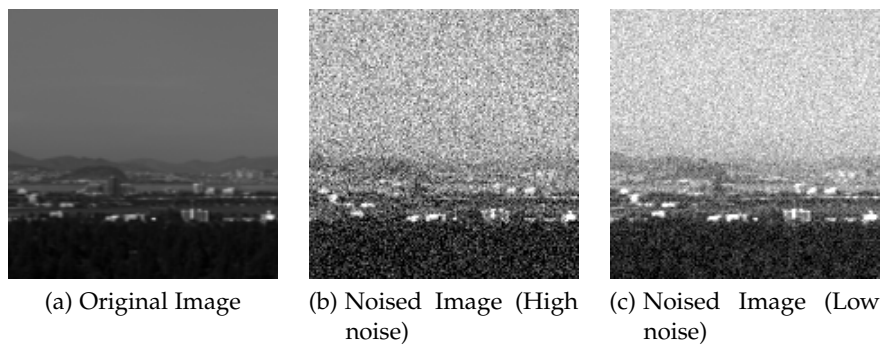 (a) Original Image
(b) Noised Image (High
noise)
(c) Noised Image (Low
noise)